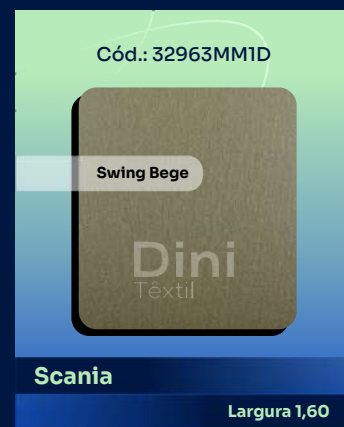 Cód.: 32963MM1D
Swing Bege
Dini
Têxtil
Scania
Largura 1,60